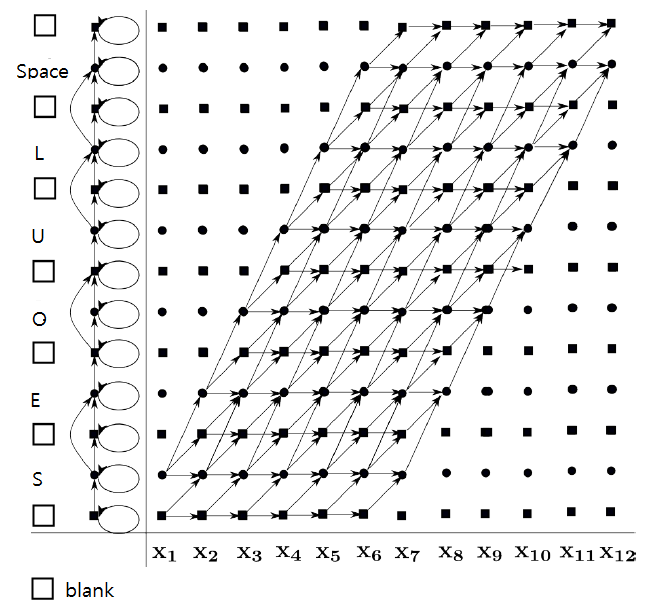 Space
L
U
O
E
S
x₁ x₂ x₃ x₄ x₅ x₆ x₇ x₈ x₉ x₁₀ x₁₁ x₁₂
blank